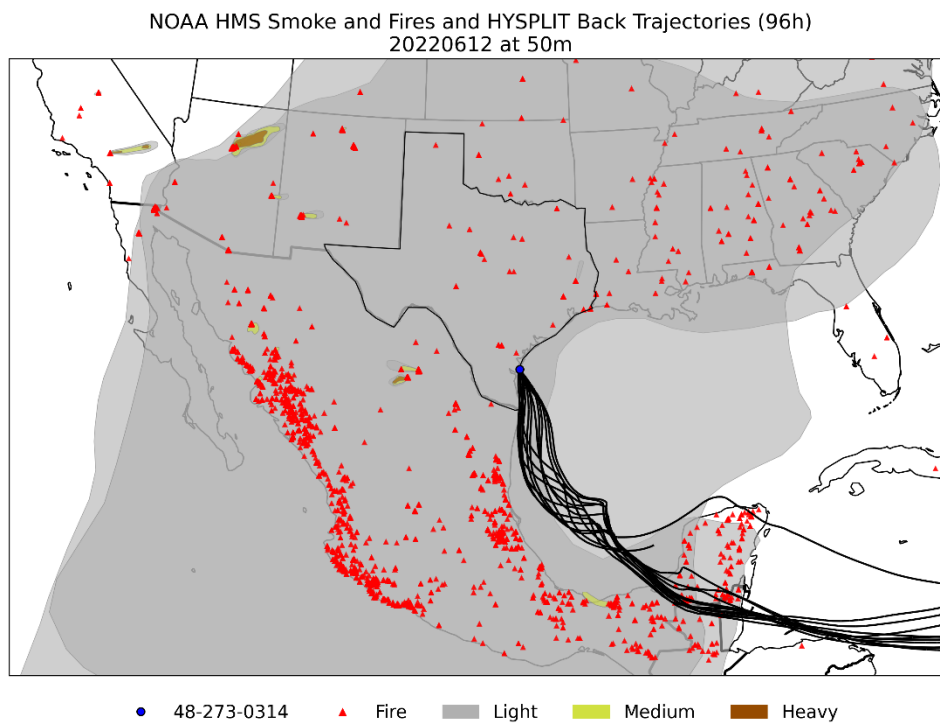 NOAA HMS Smoke and Fires and HYSPLIT Back Trajectories (96h)
20220612 at 50m
48-273-0314 Fire Light Medium Heavy